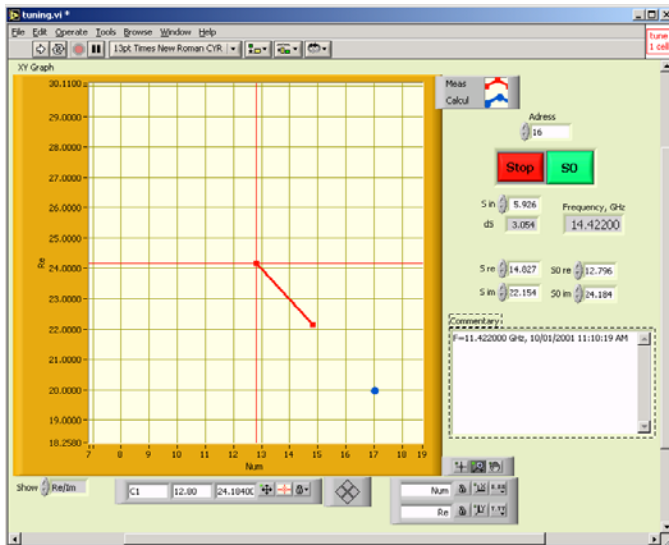 tuning.vi *
File Edit Operate Tools Browse Window Help
13pt Times New Roman CYR
tune
1 cell
XY Graph
Meas
Calcul
30.1100
29.0000
28.0000
27.0000
26.0000
25.0000
24.0000
23.0000
22.0000
21.0000
20.0000
19.0000
18.2580
Re
7 8 9 10 11 12 13 14 15 16 17 18 19
Num
Adress
16
Stop S0
S in 5.926
Frequency, GHz
dS 3.054
14.42200
S re 14.827 S0 re 12.796
S im 22.154 S0 im 24.184
Commentary
F=11.422000 GHz, 10/01/2001 11:10:19 AM
Show Re/Im
C1 12.80 24.1840
Num
Re